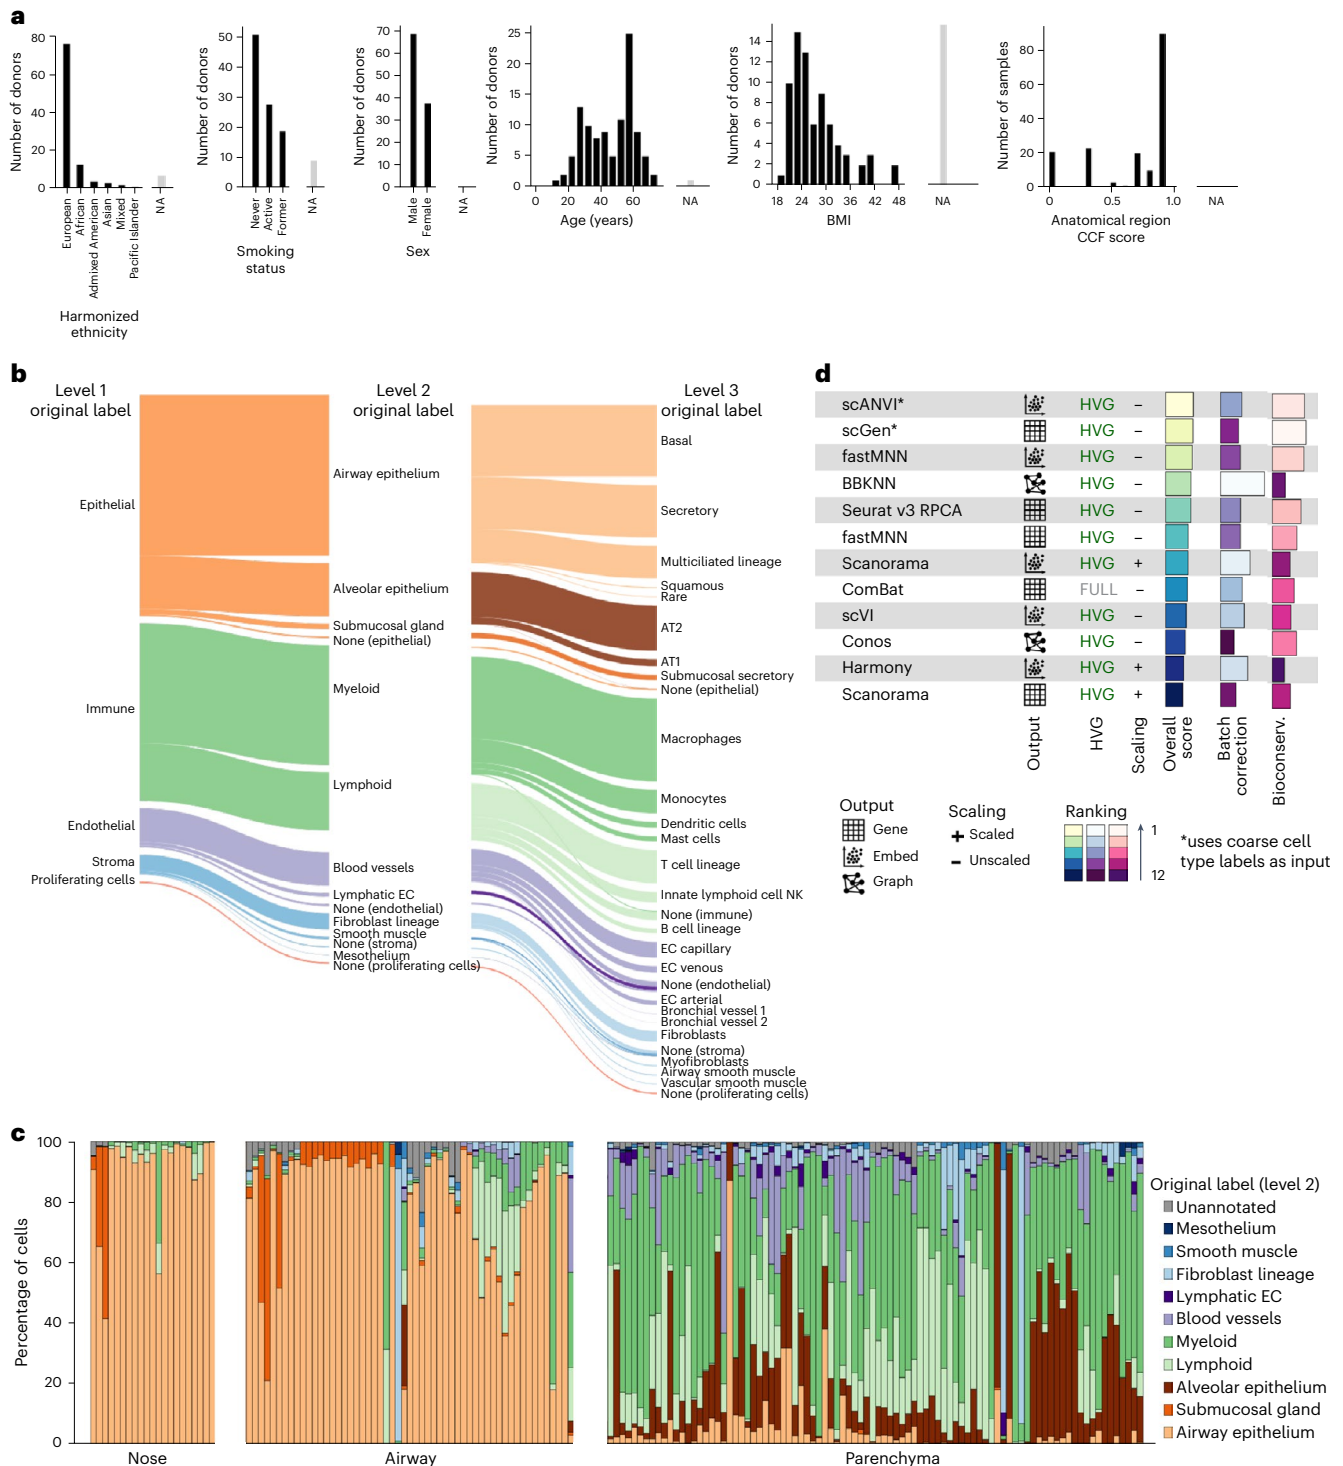 a
Number of donors
80
60
40
20
0
European
African
Admixed American
Asian
Mixed
Pacific Islander
NA
Harmonized
ethnicity
Number of donors
50
40
30
20
10
0
Never
Active
Former
NA
Smoking
status
Number of donors
70
60
50
40
30
20
10
0
Male
Female
NA
Sex
Number of donors
25
20
15
10
5
0
0 20 40 60
NA
Age (years)
Number of donors
14
12
10
8
6
4
2
0
18 24 30 36 42 48
NA
BMI
Number of samples
80
60
40
20
0
0 0.5 1.0
NA
Anatomical region
CCF score
b
Level 1
original label
Epithelial
Immune
Endothelial
Stroma
Proliferating cells
Level 2
original label
Airway epithelium
Alveolar epithelium
Submucosal gland
None (epithelial)
Myeloid
Lymphoid
Blood vessels
Lymphatic EC
None (endothelial)
Fibroblast lineage
Smooth muscle
None (stroma)
Mesothelium
None (proliferating cells)
Level 3
original label
Basal
Secretory
Multiciliated lineage
Squamous
Rare
AT2
AT1
Submucosal secretory
None (epithelial)
Macrophages
Monocytes
Dendritic cells
Mast cells
T cell lineage
Innate lymphoid cell NK
None (immune)
B cell lineage
EC capillary
EC venous
None (endothelial)
EC arterial
Bronchial vessel 1
Bronchial vessel 2
Fibroblasts
None (stroma)
Myofibroblasts
Airway smooth muscle
Vascular smooth muscle
None (proliferating cells)
d
scANVI* HVG –
scGen* HVG –
fastMNN HVG –
BBKNN HVG –
Seurat v3 RPCA HVG –
fastMNN HVG –
Scanorama HVG +
ComBat FULL –
scVI HVG –
Conos HVG –
Harmony HVG +
Scanorama HVG +
Output
HVG
Scaling
Overall
score
Batch
correction
Bioconserv.
Output
Gene
Embed
Graph
Scaling
+ Scaled
– Unscaled
Ranking
1
12
*uses coarse cell
type labels as input
c
Percentage of cells
100
80
60
40
20
0
Nose
Airway
Parenchyma
Original label (level 2)
Unannotated
Mesothelium
Smooth muscle
Fibroblast lineage
Lymphatic EC
Blood vessels
Myeloid
Lymphoid
Alveolar epithelium
Submucosal gland
Airway epithelium